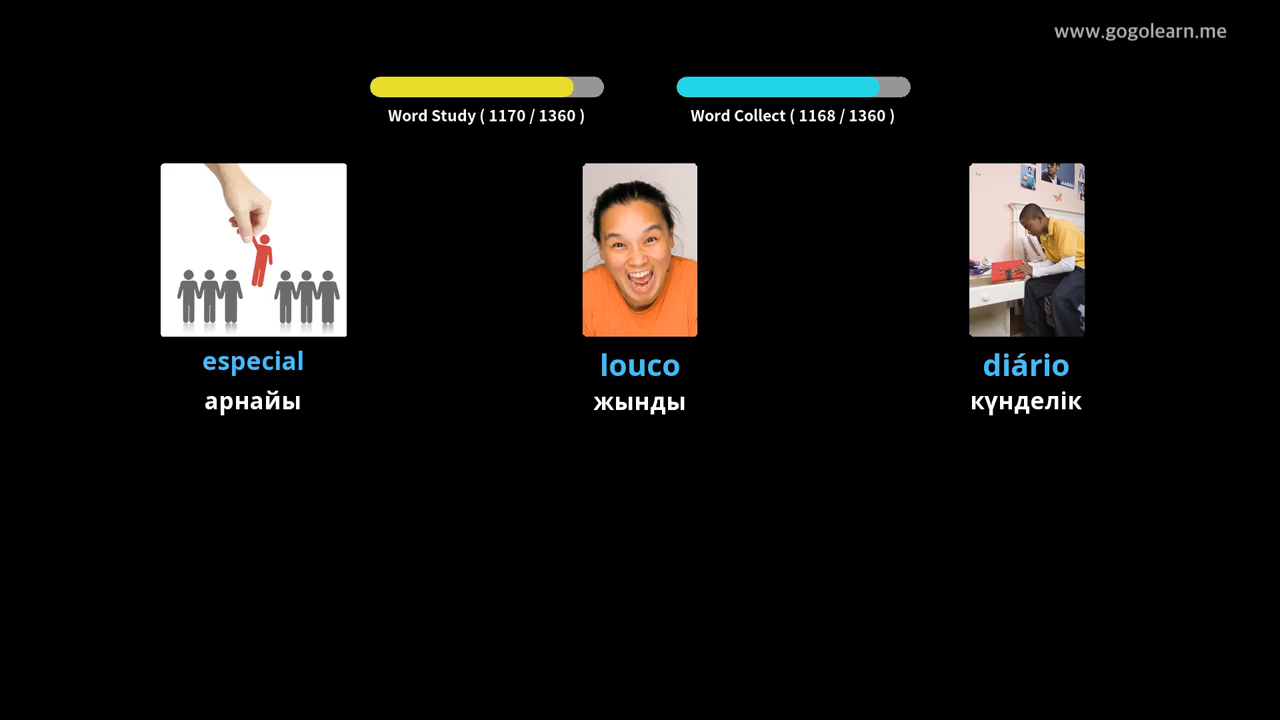 www.gogolearn.me
Word Study ( 1170 / 1360 )
Word Collect ( 1168 / 1360 )
especial
louco
diário
арнайы
жынды
күнделік